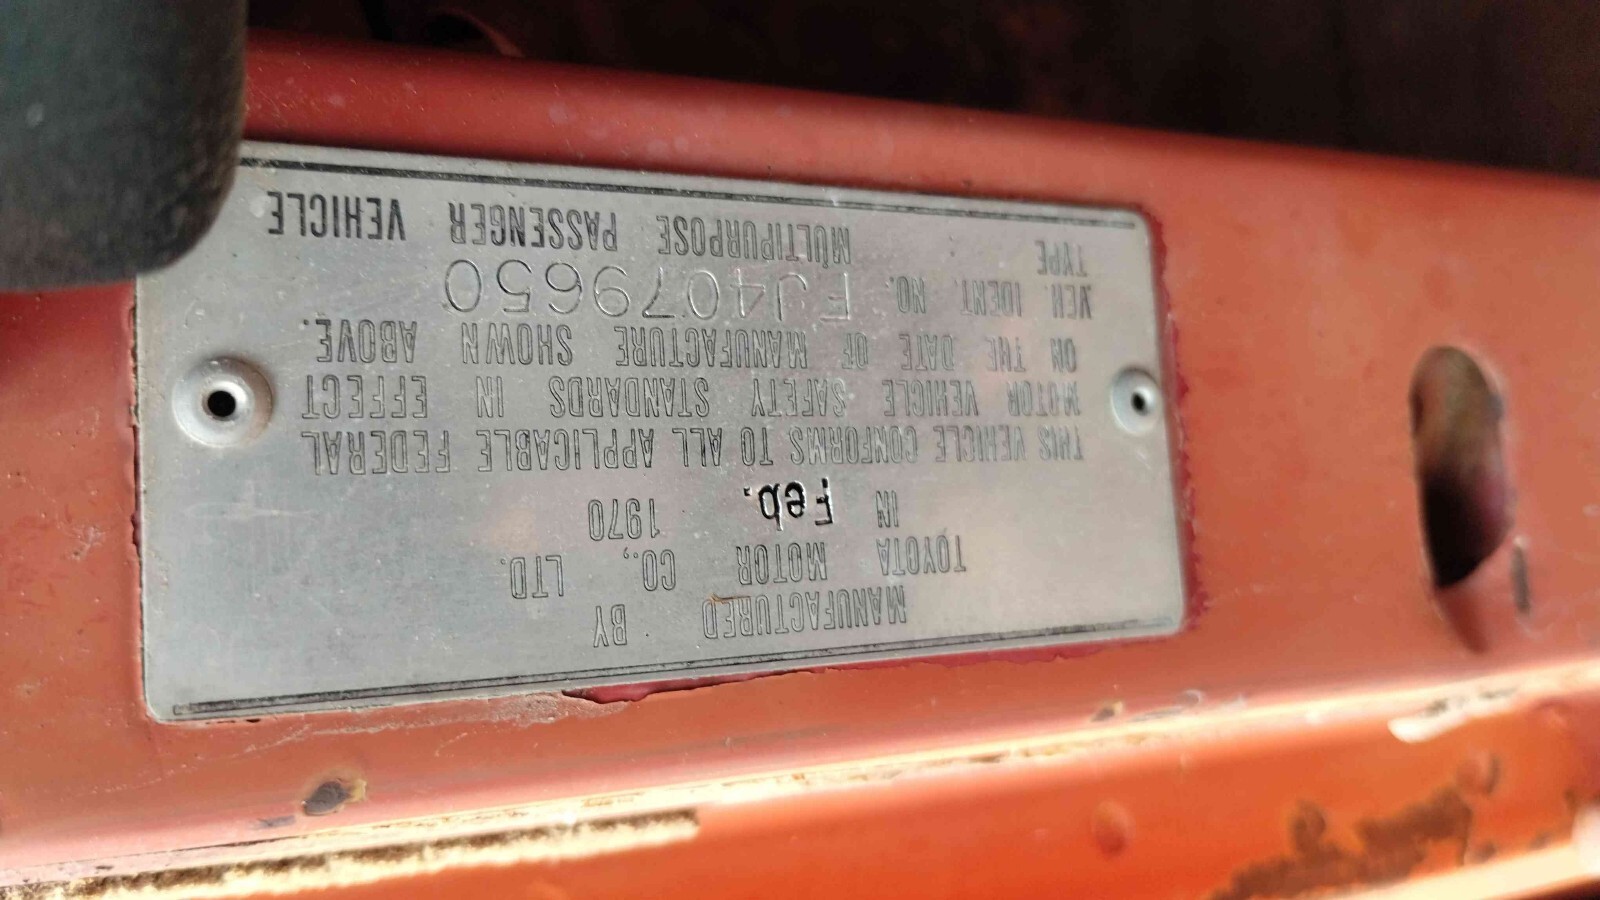 MANUFACTURED BY
TOYOTA MOTOR CO., LTD.
IN Feb. 1970
THIS VEHICLE CONFORMS TO ALL APPLICABLE FEDERAL
MOTOR VEHICLE SAFETY STANDARDS IN EFFECT
ON THE DATE OF MANUFACTURE SHOWN ABOVE.
VEH. IDENT. NO. FJ4079650
TYPE MULTIPURPOSE PASSENGER VEHICLE